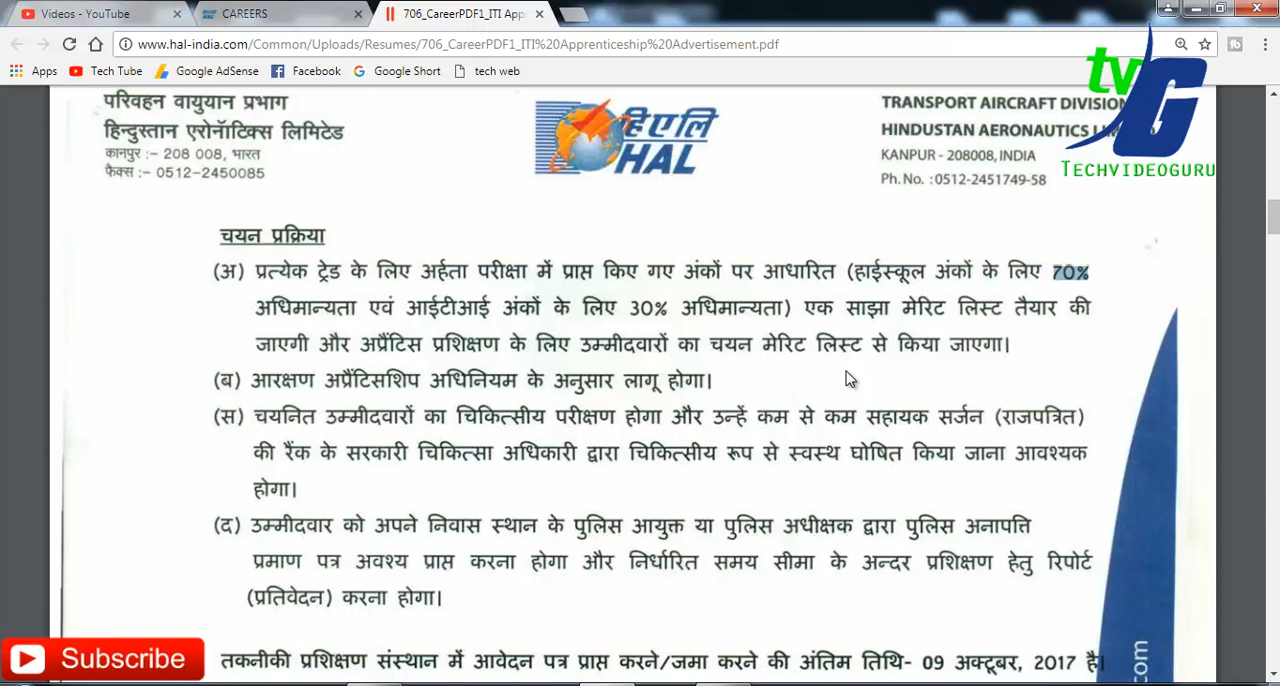 Videos - YouTube
CAREERS
706_CareerPDF1_ITI App
www.hal-india.com/Common/Uploads/Resumes/706_CareerPDF1_ITI%20Apprenticeship%20Advertisement.pdf
Apps
Tech Tube
Google AdSense
Facebook
Google Short
tech web
tvG
TECHVIDEOGURU
परिवहन वायुयान प्रभाग
हिन्दुस्तान एरोनॉटिक्स लिमिटेड
कानपुर :- 208 008, भारत
फैक्स :- 0512-2450085
हिएलि
HAL
TRANSPORT AIRCRAFT DIVISION
HINDUSTAN AERONAUTICS
KANPUR - 208008, INDIA
Ph. No. : 0512-2451749-58
चयन प्रक्रिया
(अ) प्रत्येक ट्रेड के लिए अर्हता परीक्षा में प्राप्त किए गए अंकों पर आधारित (हाईस्कूल अंकों के लिए 70%
अधिमान्यता एवं आईटीआई अंकों के लिए 30% अधिमान्यता) एक साझा मेरिट लिस्ट तैयार की
जाएगी और अप्रैंटिस प्रशिक्षण के लिए उम्मीदवारों का चयन मेरिट लिस्ट से किया जाएगा।
(ब) आरक्षण अप्रैंटिसशिप अधिनियम के अनुसार लागू होगा।
(स) चयनित उम्मीदवारों का चिकित्सीय परीक्षण होगा और उन्हें कम से कम सहायक सर्जन (राजपत्रित)
की रैंक के सरकारी चिकित्सा अधिकारी द्वारा चिकित्सीय रूप से स्वस्थ घोषित किया जाना आवश्यक
होगा।
(द) उम्मीदवार को अपने निवास स्थान के पुलिस आयुक्त या पुलिस अधीक्षक द्वारा पुलिस अनापत्ति
प्रमाण पत्र अवश्य प्राप्त करना होगा और निर्धारित समय सीमा के अन्दर प्रशिक्षण हेतु रिपोर्ट
(प्रतिवेदन) करना होगा।
तकनीकी प्रशिक्षण संस्थान में आवेदन पत्र प्राप्त करने/जमा करने की अंतिम तिथि- 09 अक्टूबर, 2017 है।
Subscribe
com